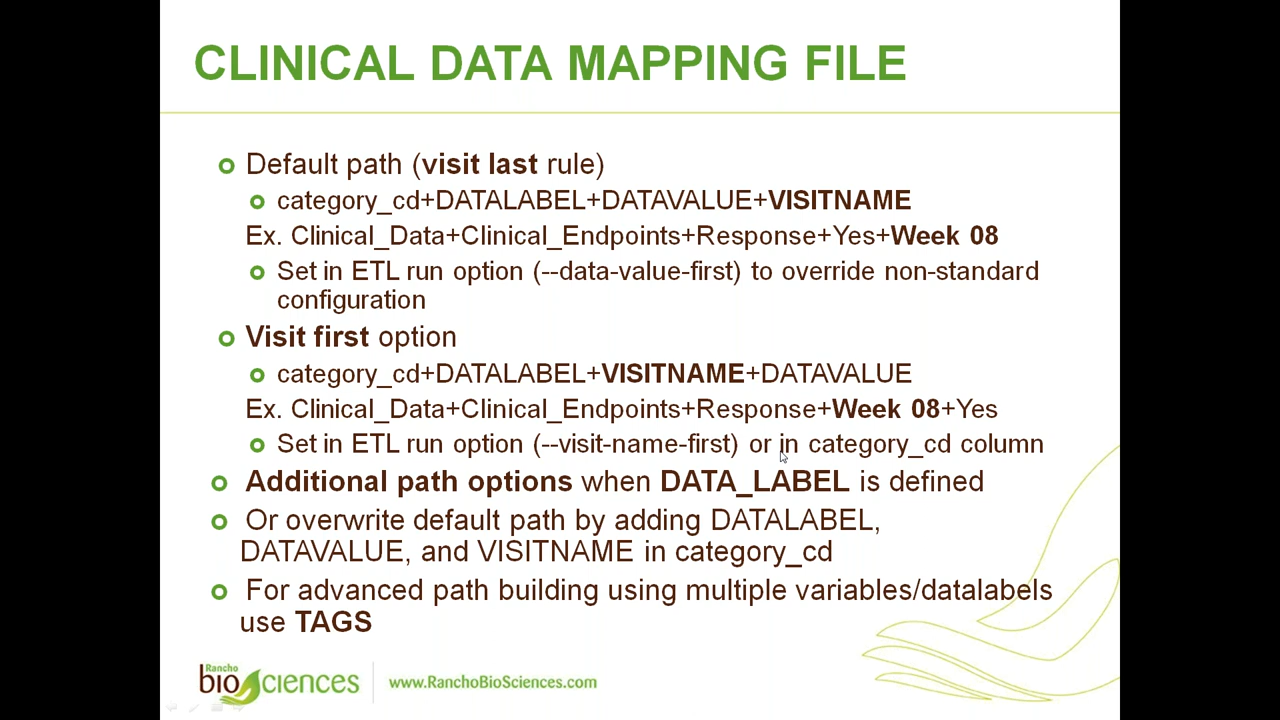 CLINICAL DATA MAPPING FILE
Default path (visit last rule)
category_cd+DATALABEL+DATAVALUE+VISITNAME
Ex. Clinical_Data+Clinical_Endpoints+Response+Yes+Week 08
Set in ETL run option (--data-value-first) to override non-standard
configuration
Visit first option
category_cd+DATALABEL+VISITNAME+DATAVALUE
Ex. Clinical_Data+Clinical_Endpoints+Response+Week 08+Yes
Set in ETL run option (--visit-name-first) or in category_cd column
Additional path options when DATA_LABEL is defined
Or overwrite default path by adding DATALABEL,
DATAVALUE, and VISITNAME in category_cd
For advanced path building using multiple variables/datalabels
use TAGS
Rancho
bioSciences
www.RanchoBioSciences.com